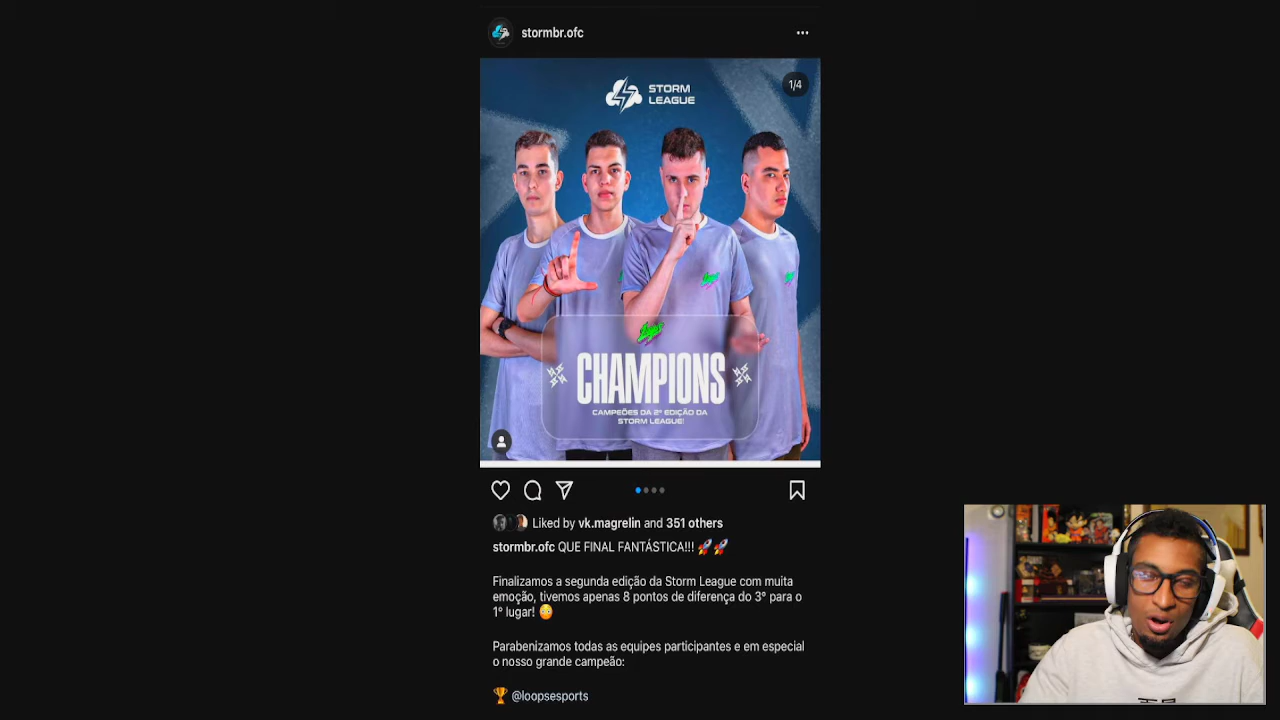 stormbr.ofc
STORM
LEAGUE
1/4
CHAMPIONS
CAMPEÕES DA 2ª EDIÇÃO DA
STORM LEAGUE!
Liked by vk.magrelin and 351 others
stormbr.ofc QUE FINAL FANTÁSTICA!!! 🚀🚀
Finalizamos a segunda edição da Storm League com muita
emoção, tivemos apenas 8 pontos de diferença do 3º para o
1º lugar! 😳
Parabenizamos todas as equipes participantes e em especial
o nosso grande campeão:
🏆 @loopsesports